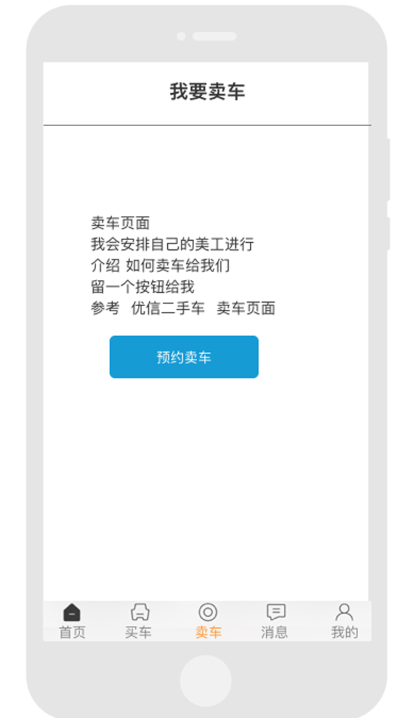 我要卖车
卖车页面
我会安排自己的美工进行
介绍 如何卖车给我们
留一个按钮给我
参考 优信二手车 卖车页面
预约卖车
首页 买车 卖车 消息 我的